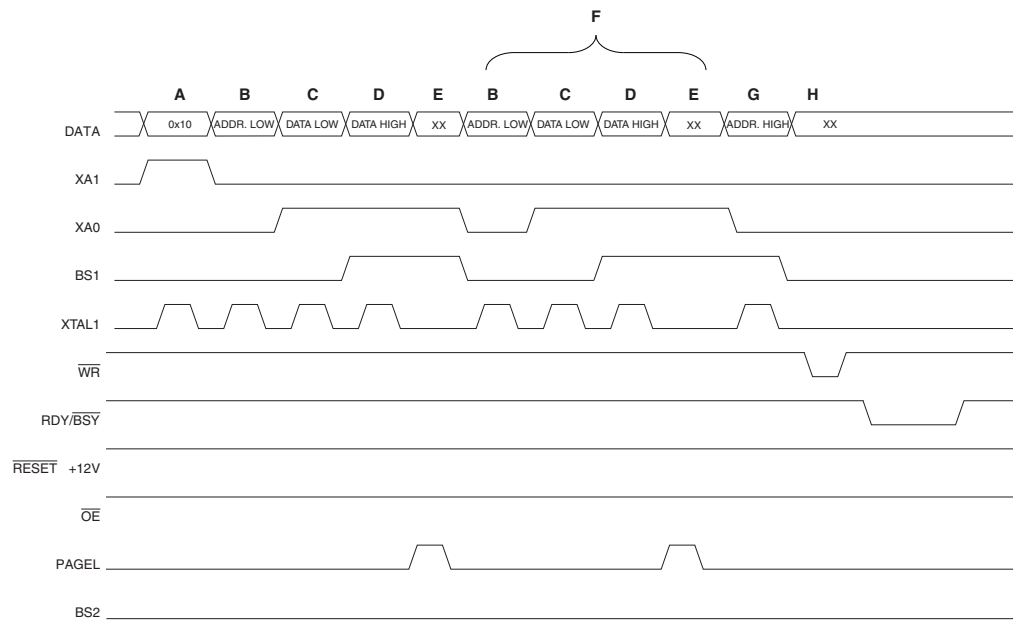 F
A B C D E B C D E G H
DATA 0x10 ADDR. LOW DATA LOW DATA HIGH XX ADDR. LOW DATA LOW DATA HIGH XX ADDR. HIGH XX
XA1
XA0
BS1
XTAL1
WR
RDY/BSY
RESET +12V
OE
PAGEL
BS2